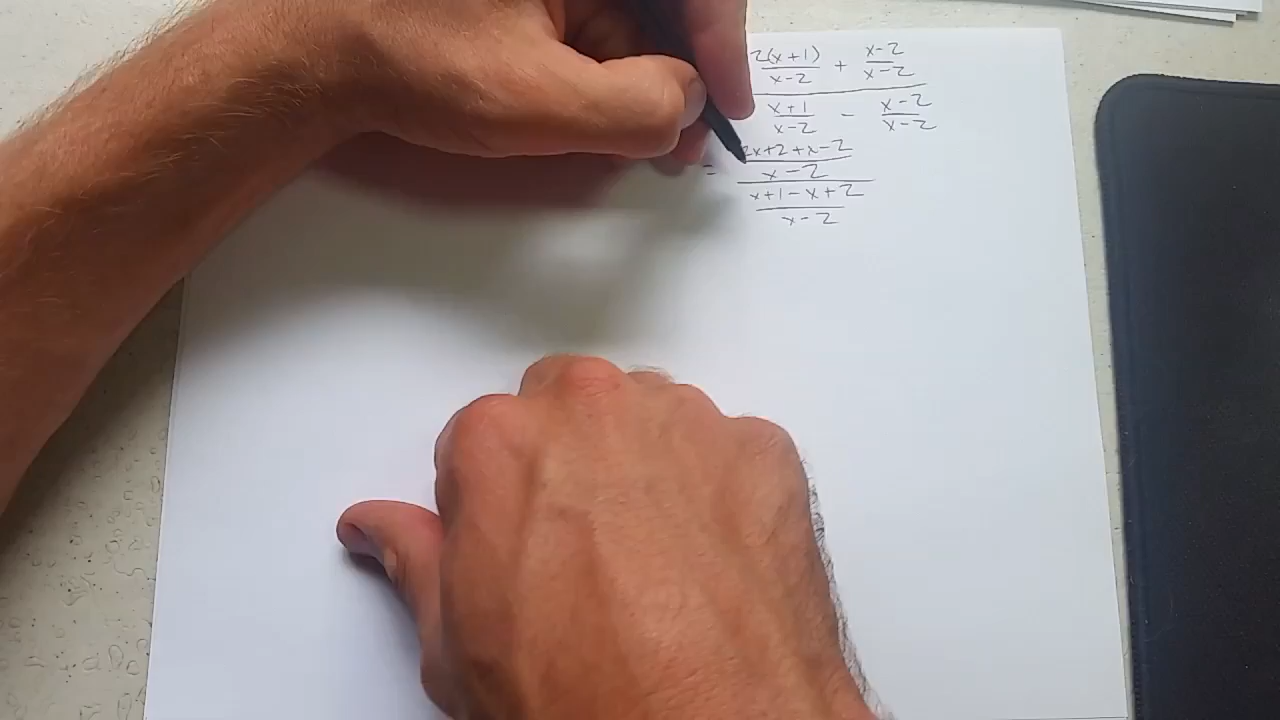 2(x+1) x-2
x-2 + x-2
x+1 x-2
x-2 - x-2
2x+2+x-2
= x-2
x+1-x+2
x-2